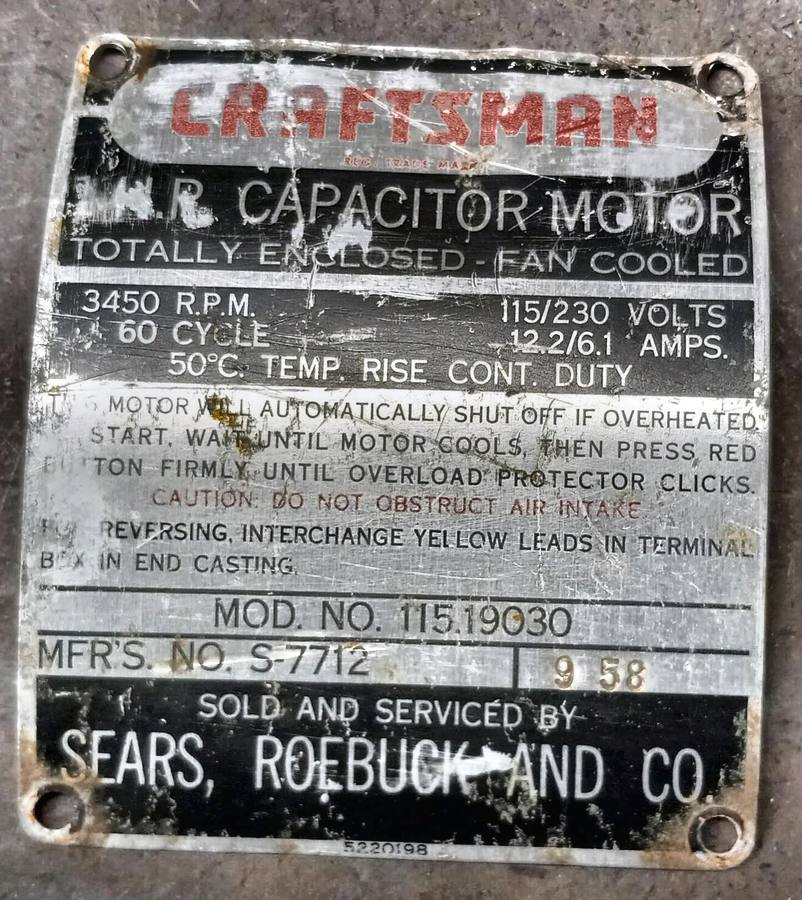 CRAFTSMAN
REG. TRADE MARK
H.P. CAPACITOR MOTOR
TOTALLY ENCLOSED - FAN COOLED
3450 R.P.M. 115/230 VOLTS
60 CYCLE 12.2/6.1 AMPS.
50°C. TEMP. RISE CONT. DUTY
MOTOR WILL AUTOMATICALLY SHUT OFF IF OVERHEATED.
START, WAIT UNTIL MOTOR COOLS, THEN PRESS RED
BUTTON FIRMLY UNTIL OVERLOAD PROTECTOR CLICKS.
CAUTION: DO NOT OBSTRUCT AIR INTAKE
FOR REVERSING, INTERCHANGE YELLOW LEADS IN TERMINAL
BOX IN END CASTING.
MOD. NO. 115.19030
MFR'S. NO. S-7712 9 58
SOLD AND SERVICED BY
SEARS, ROEBUCK AND CO.
5220198